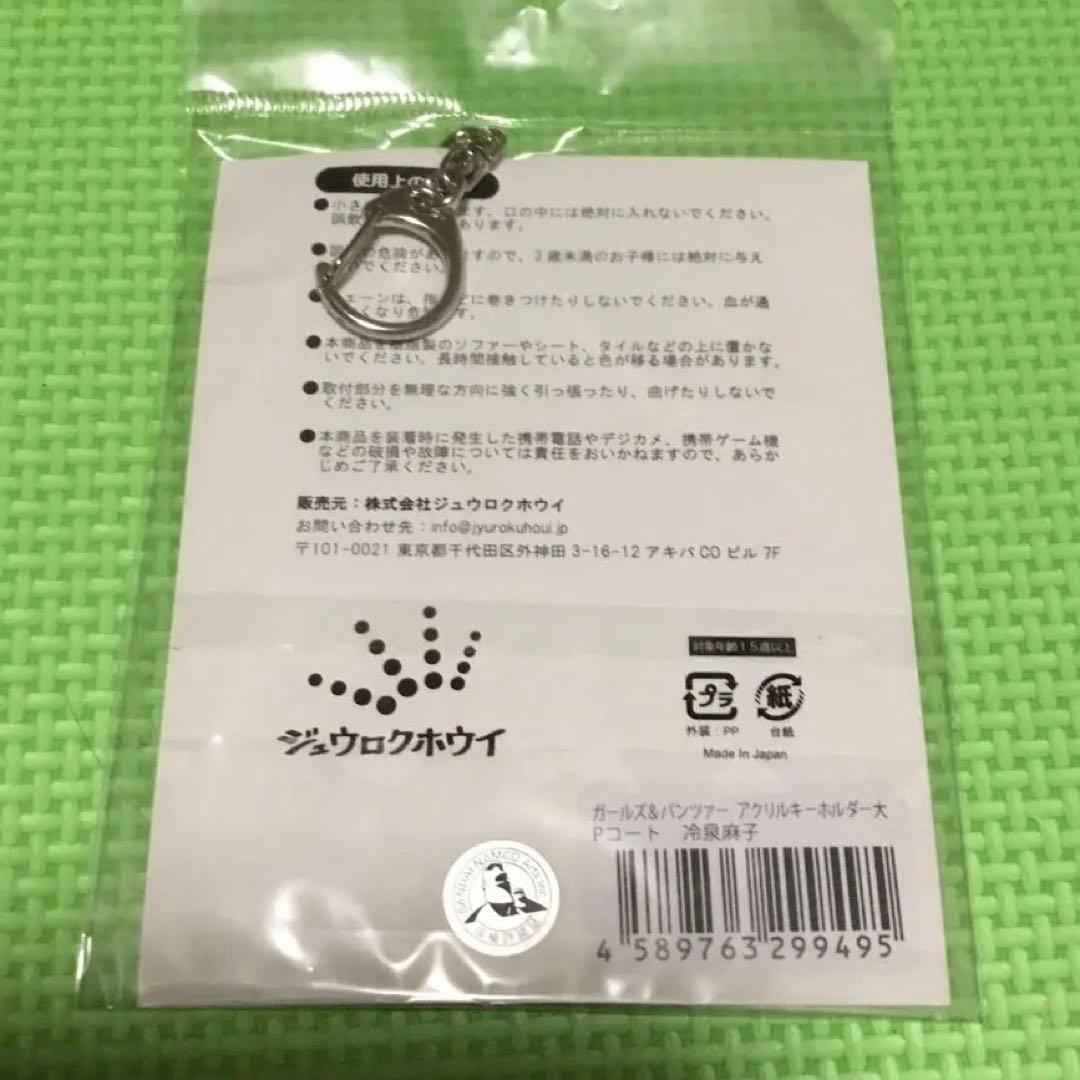 使用上の
●小さ ます。口の中には絶対に入れないでください。
誤飲 あります。
● の危険があ ますので、3歳未満のお子様には絶対に与え
でください。
エーンは、指 どに巻きつけたりしないでください。血が通
くなり危 す。
●本商品を 製のソファーやシート、タイルなどの上に置かな
いでください。長時間接触していると色が移る場合があります。
●取付部分を無理な方向に強く引っ張ったり、曲げたりしないで
ください。
●本商品を装着時に発生した携帯電話やデジカメ、携帯ゲーム機
などの破損や故障については責任をおいかねますので、あらか
じめご了承ください。
販売元：株式会社ジュウロクホウイ
お問い合わせ先：info@jyurokuhoui.jp
〒101-0021 東京都千代田区外神田 3-16-12 アキバ CO ビル 7F
ジュウロクホウイ
対象年齢15歳以上
プラ 紙
外装：PP 台紙
Made In Japan
ガールズ&パンツァー アクリルキーホルダー大
Pコート 冷泉麻子
BANDAI NAMCO Arts Inc.
4 589763 299495